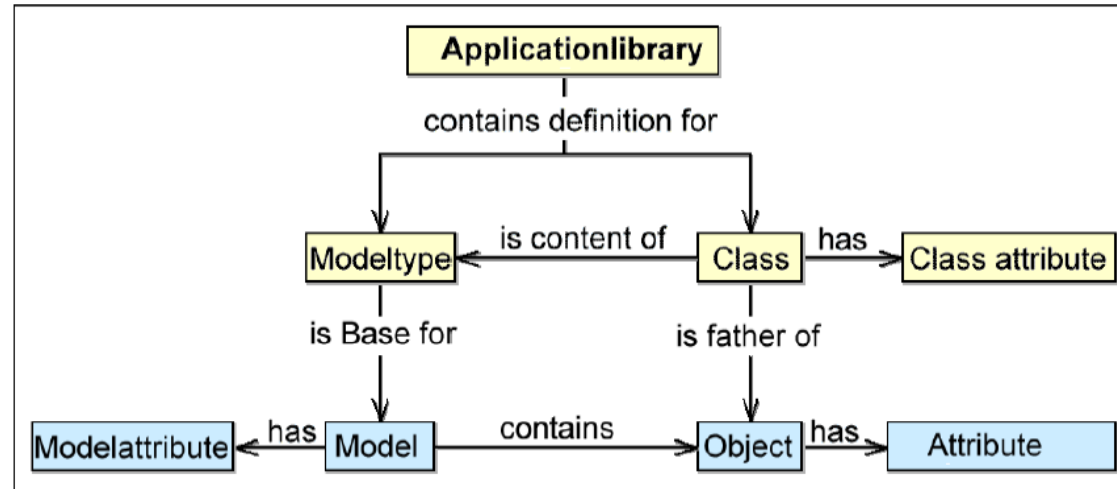 Applicationlibrary
contains definition for
Modeltype
is content of
Class
has
Class attribute
is Base for
is father of
Modelattribute
has
Model
contains
Object
has
Attribute